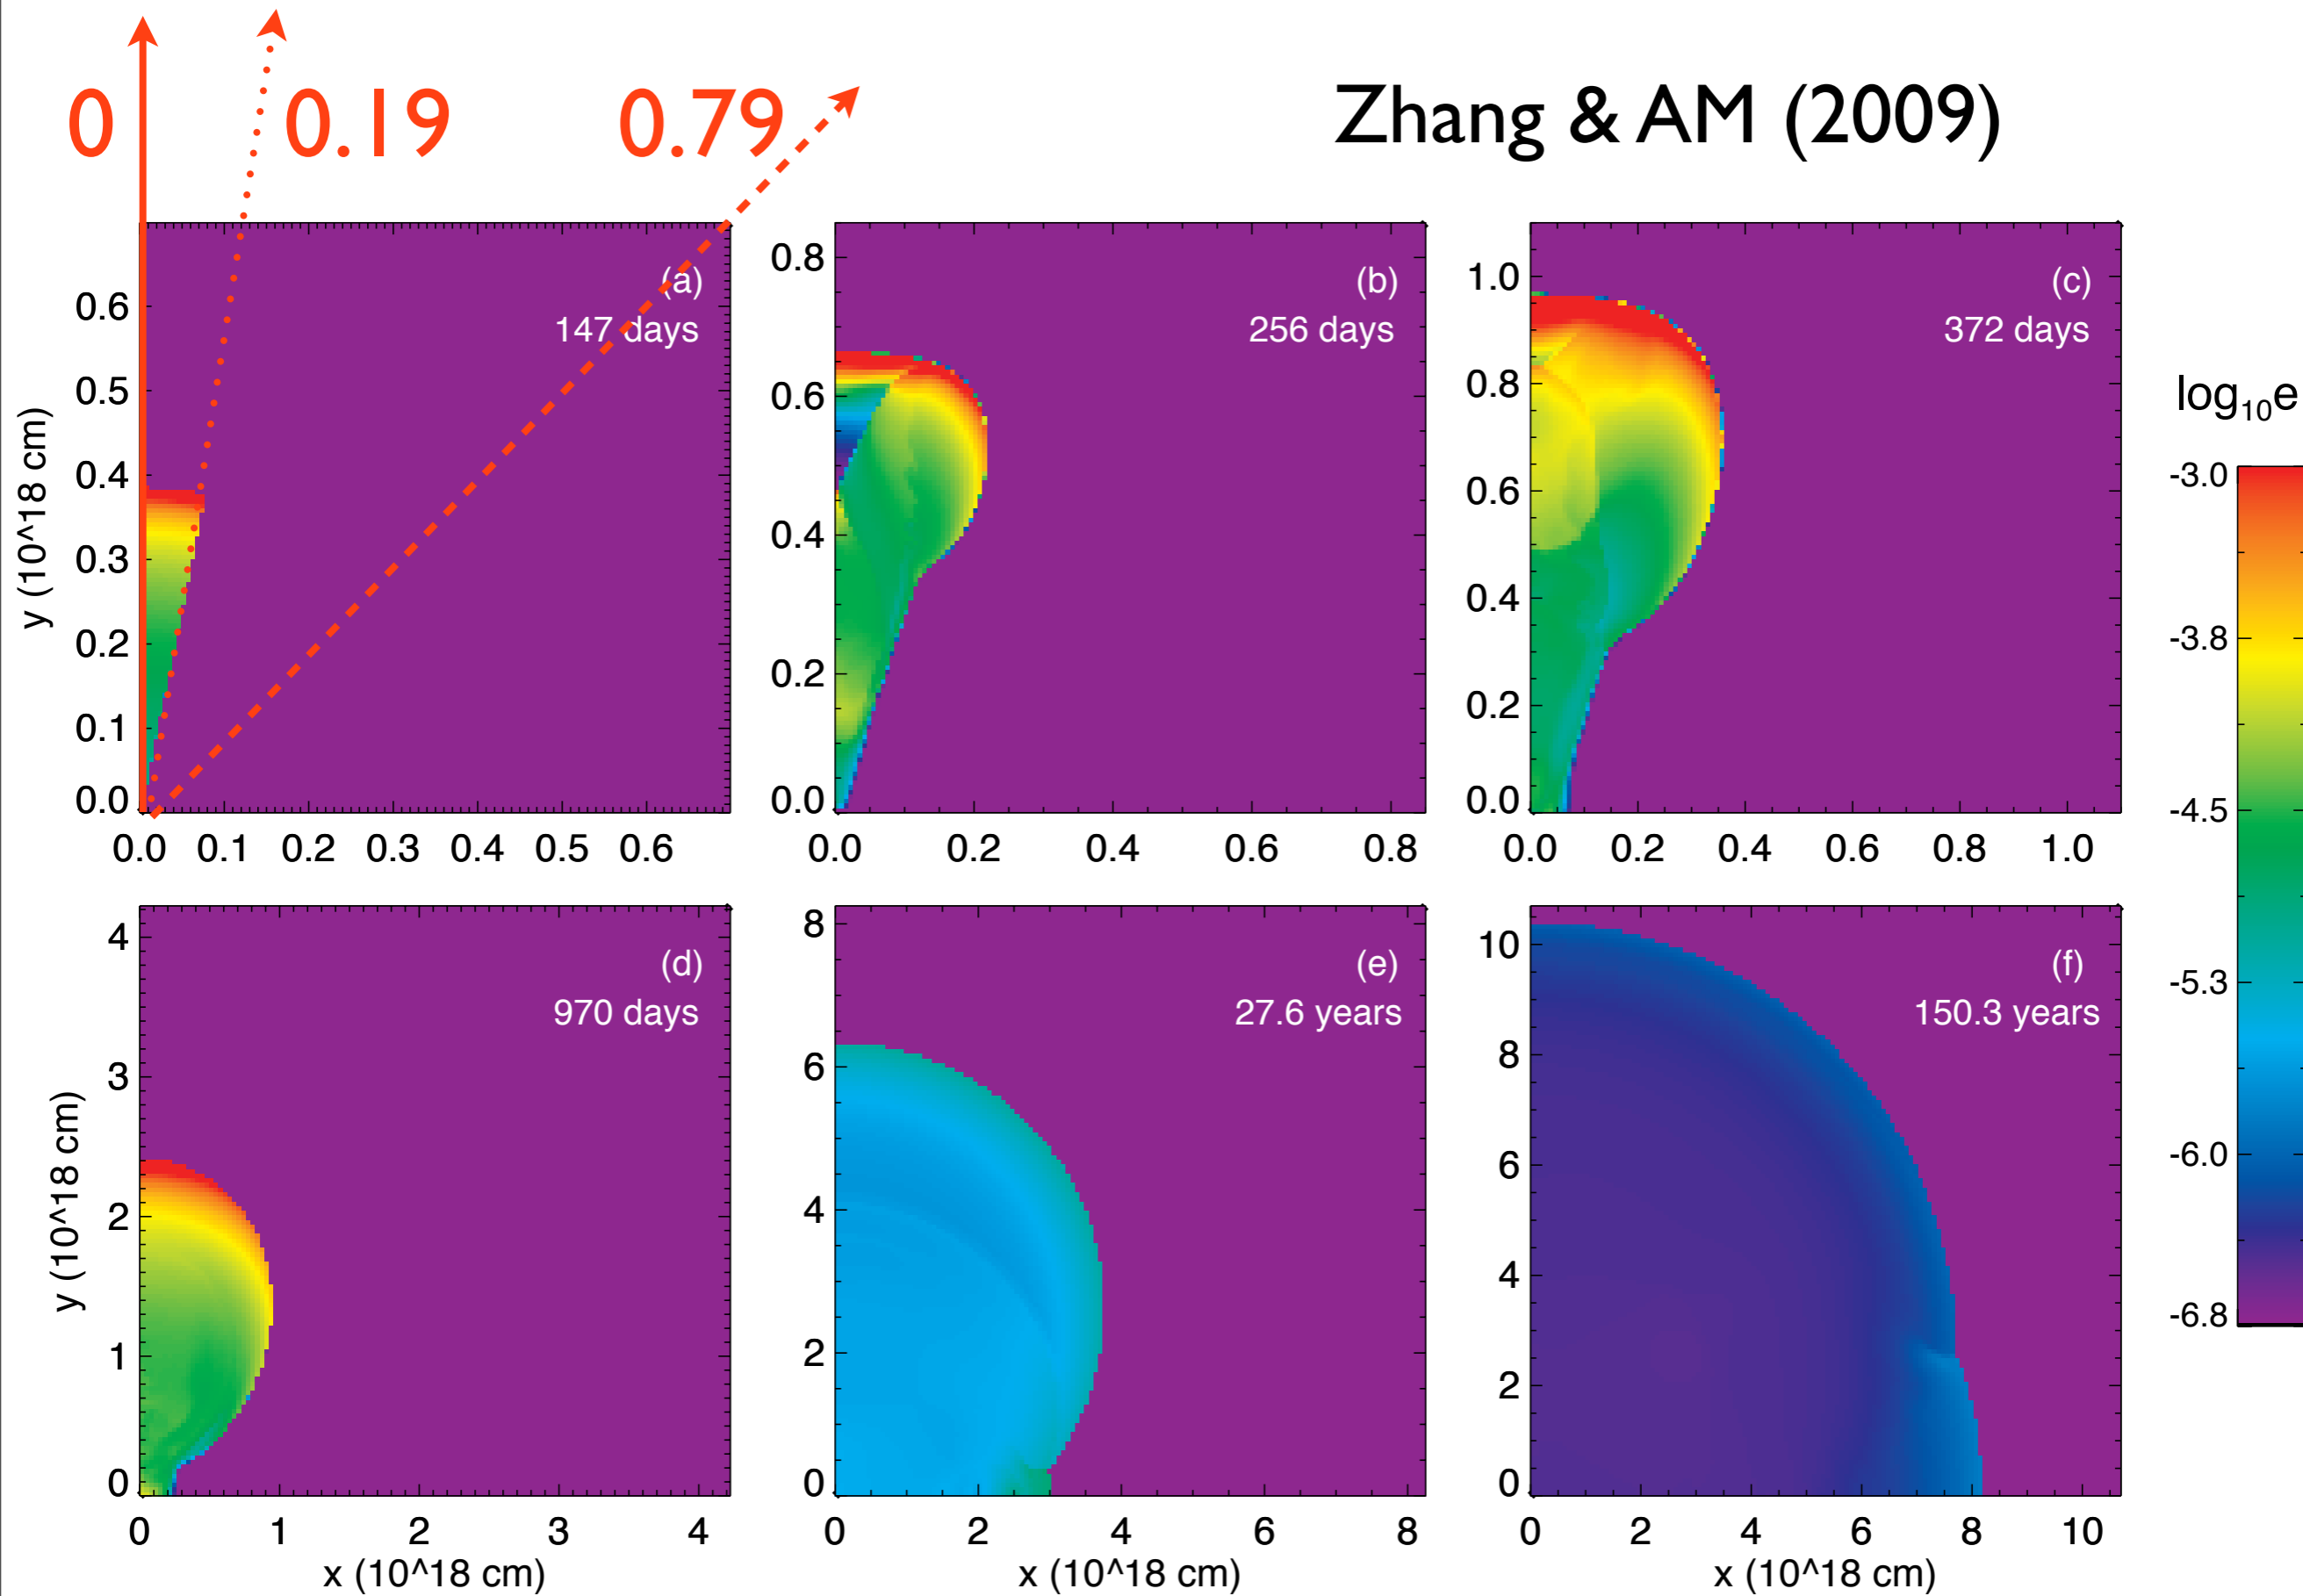 0 0.19 0.79 Zhang & AM (2009)
(a)
147 days
y (10^18 cm)
0.6
0.5
0.4
0.3
0.2
0.1
0.0
0.0 0.1 0.2 0.3 0.4 0.5 0.6
(b)
256 days
0.8
0.6
0.4
0.2
0.0
0.0 0.2 0.4 0.6 0.8
(c)
372 days
1.0
0.8
0.6
0.4
0.2
0.0
0.0 0.2 0.4 0.6 0.8 1.0
log₁₀e
-3.0
-3.8
-4.5
-5.3
-6.0
-6.8
(d)
970 days
y (10^18 cm)
4
3
2
1
0
0 1 2 3 4
x (10^18 cm)
(e)
27.6 years
8
6
4
2
0
0 2 4 6 8
x (10^18 cm)
(f)
150.3 years
10
8
6
4
2
0
0 2 4 6 8 10
x (10^18 cm)